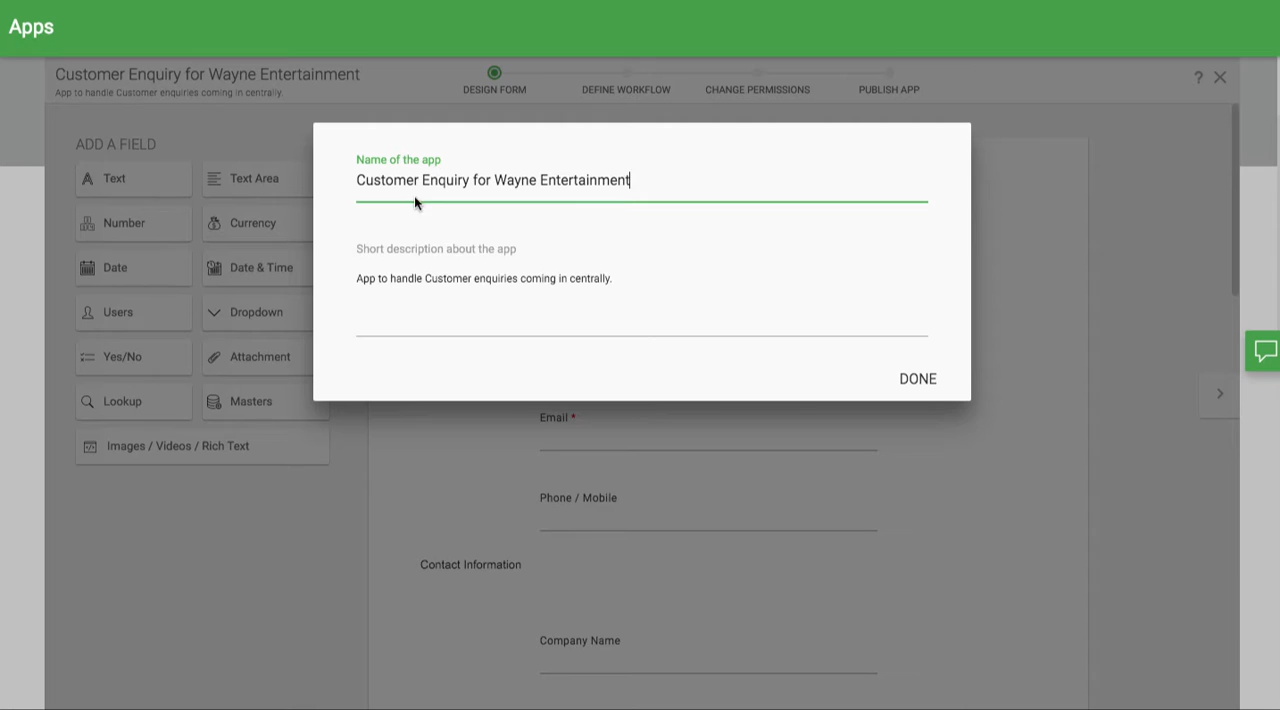 Apps
Customer Enquiry for Wayne Entertainment
App to handle Customer enquiries coming in centrally.
DESIGN FORM
DEFINE WORKFLOW
CHANGE PERMISSIONS
PUBLISH APP
?
ADD A FIELD
Text
Text Area
Number
Currency
Date
Date & Time
Users
Dropdown
Yes/No
Attachment
Lookup
Masters
Images / Videos / Rich Text
Name of the app
Customer Enquiry for Wayne Entertainment
Short description about the app
App to handle Customer enquiries coming in centrally.
DONE
Email *
Phone / Mobile
Contact Information
Company Name